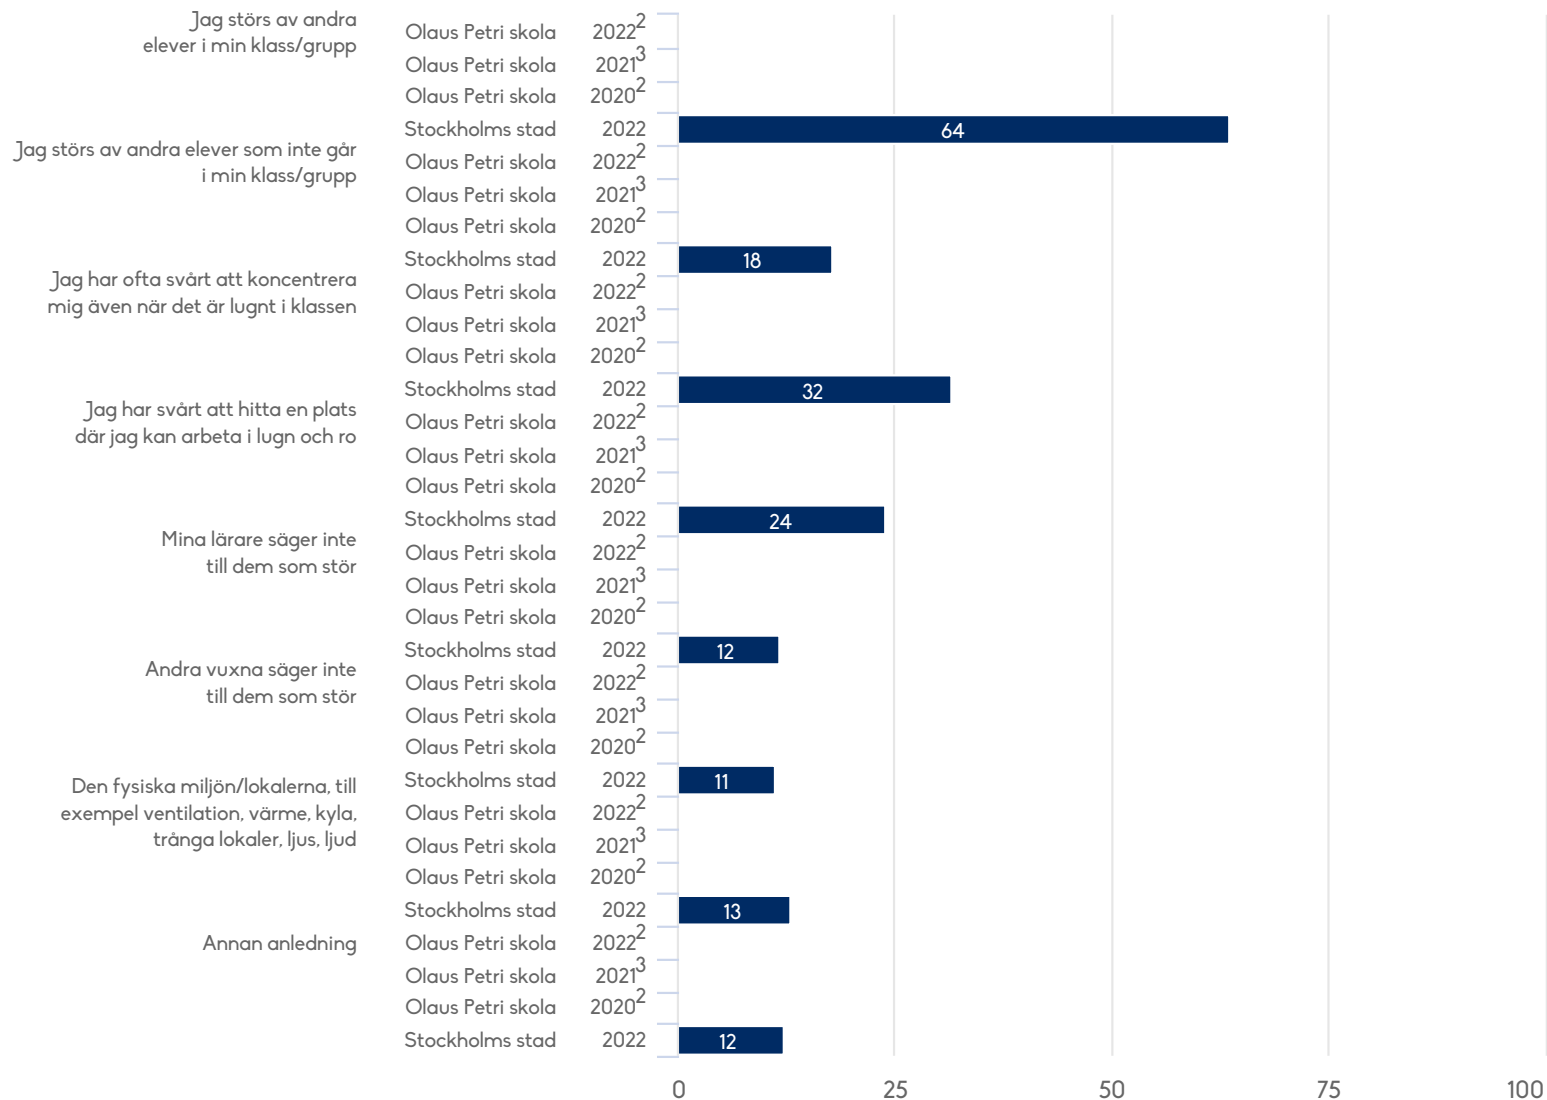 Jag störs av andra
elever i min klass/grupp
Olaus Petri skola 2022²
Olaus Petri skola 2021³
Olaus Petri skola 2020²
Stockholms stad 2022 64
Jag störs av andra elever som inte går
i min klass/grupp
Olaus Petri skola 2022²
Olaus Petri skola 2021³
Olaus Petri skola 2020²
Stockholms stad 2022 18
Jag har ofta svårt att koncentrera
mig även när det är lugnt i klassen
Olaus Petri skola 2022²
Olaus Petri skola 2021³
Olaus Petri skola 2020²
Stockholms stad 2022 32
Jag har svårt att hitta en plats
där jag kan arbeta i lugn och ro
Olaus Petri skola 2022²
Olaus Petri skola 2021³
Olaus Petri skola 2020²
Stockholms stad 2022 24
Mina lärare säger inte
till dem som stör
Olaus Petri skola 2022²
Olaus Petri skola 2021³
Olaus Petri skola 2020²
Stockholms stad 2022 12
Andra vuxna säger inte
till dem som stör
Olaus Petri skola 2022²
Olaus Petri skola 2021³
Olaus Petri skola 2020²
Stockholms stad 2022 11
Den fysiska miljön/lokalerna, till
exempel ventilation, värme, kyla,
trånga lokaler, ljus, ljud
Olaus Petri skola 2022²
Olaus Petri skola 2021³
Olaus Petri skola 2020²
Stockholms stad 2022 13
Annan anledning
Olaus Petri skola 2022²
Olaus Petri skola 2021³
Olaus Petri skola 2020²
Stockholms stad 2022 12
0 25 50 75 100